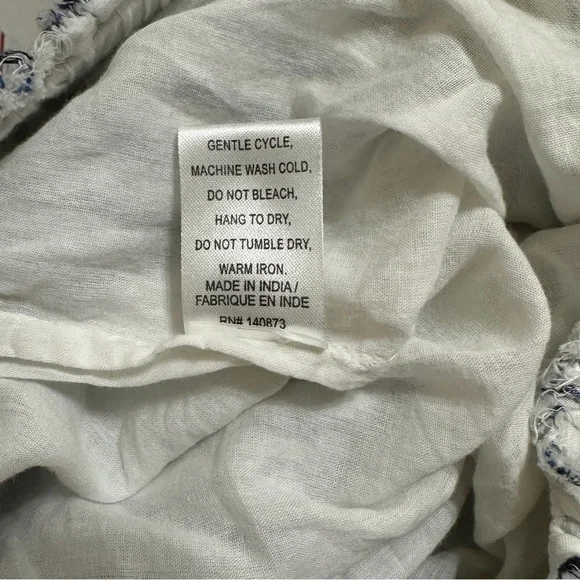 GENTLE CYCLE,
MACHINE WASH COLD,
DO NOT BLEACH,
HANG TO DRY,
DO NOT TUMBLE DRY,
WARM IRON.
MADE IN INDIA /
FABRIQUE EN INDE
RN# 140873